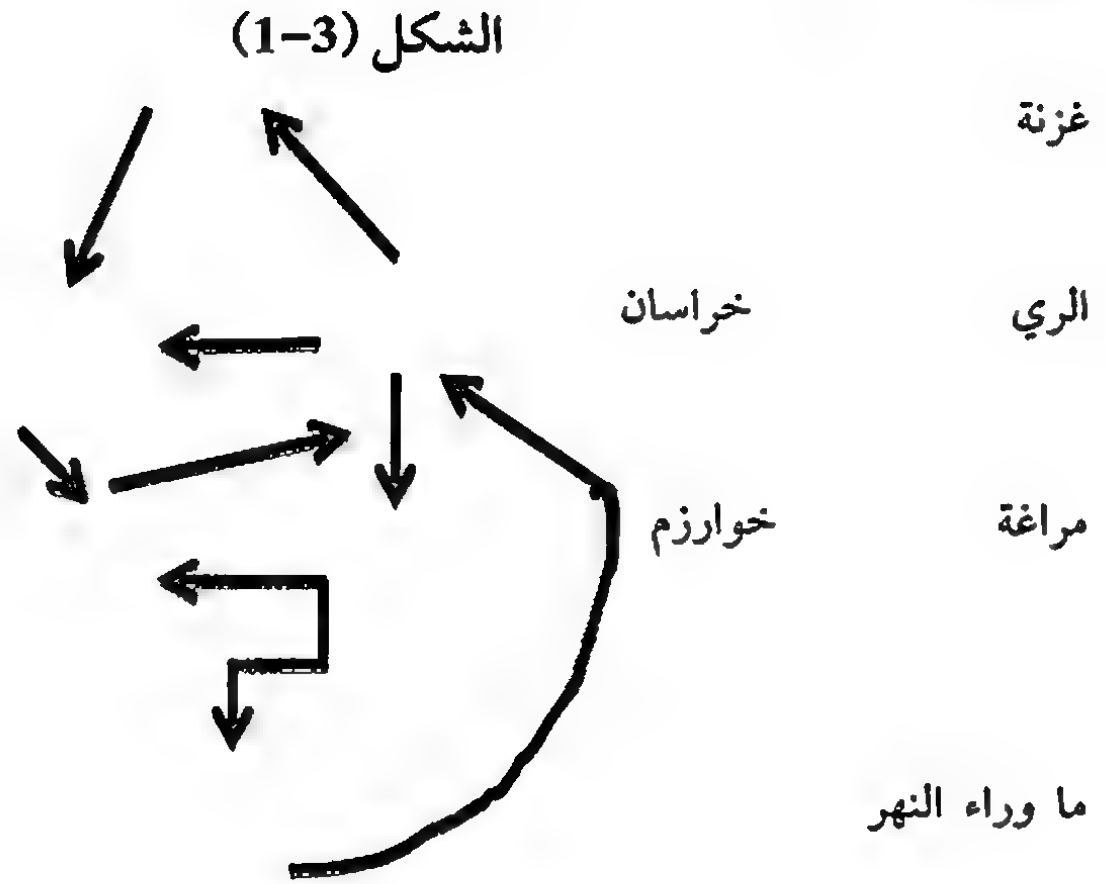 الشكل (3-1)
غزنة
الري خراسان
مراغة خوارزم
ما وراء النهر